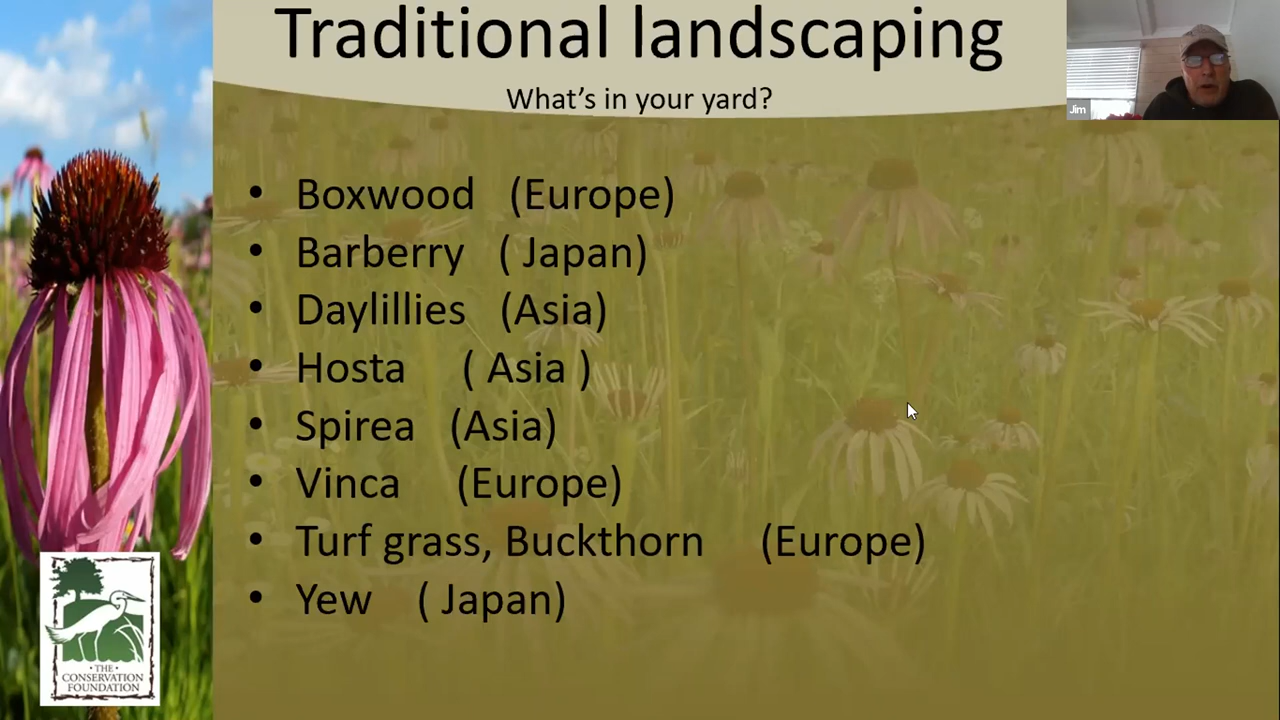 Traditional landscaping
What's in your yard?
Jim
• Boxwood (Europe)
• Barberry ( Japan)
• Daylillies (Asia)
• Hosta ( Asia )
• Spirea (Asia)
• Vinca (Europe)
• Turf grass, Buckthorn (Europe)
• Yew ( Japan)
• THE •
CONSERVATION
FOUNDATION